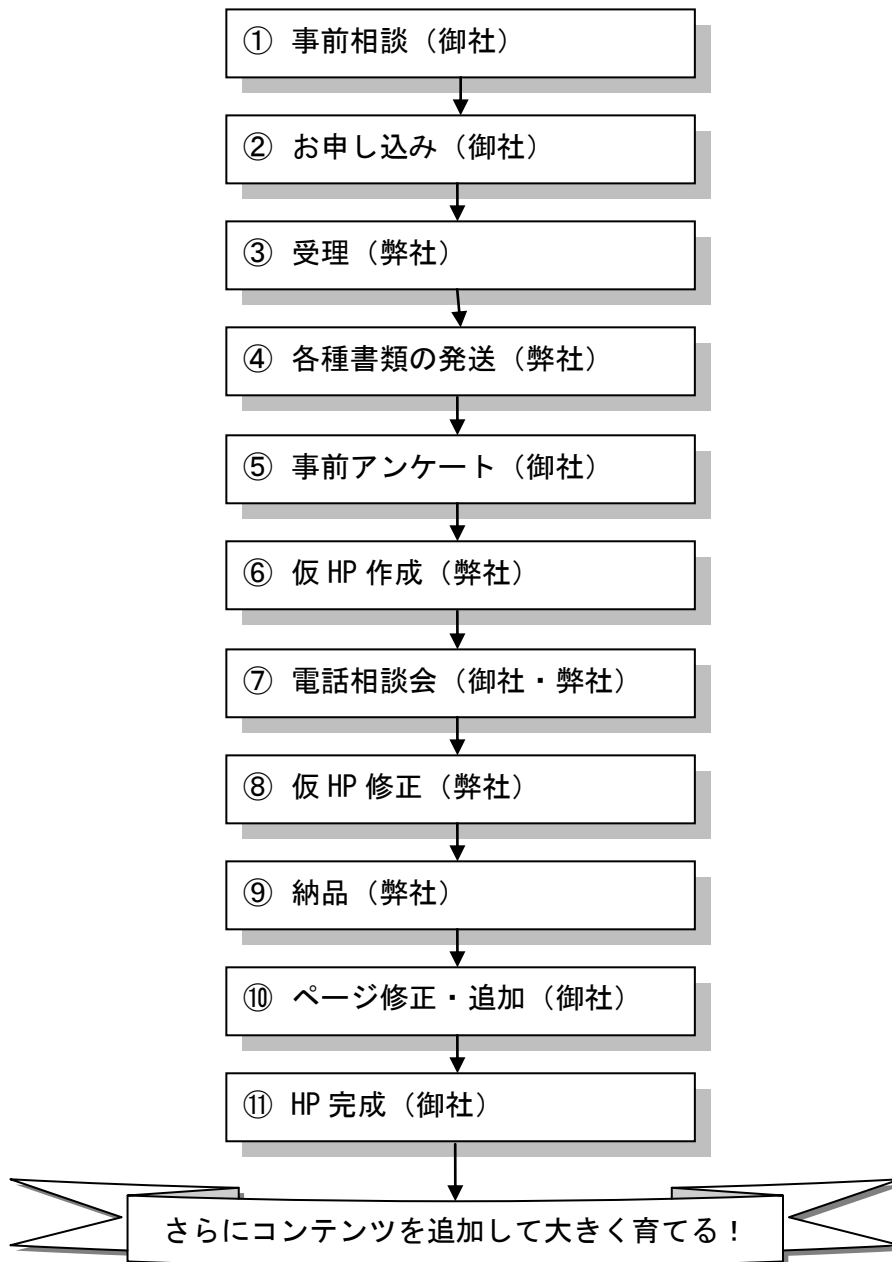 ① 事前相談（御社）
② お申し込み（御社）
③ 受理（弊社）
④ 各種書類の発送（弊社）
⑤ 事前アンケート（御社）
⑥ 仮 HP 作成（弊社）
⑦ 電話相談会（御社・弊社）
⑧ 仮 HP 修正（弊社）
⑨ 納品（弊社）
⑩ ページ修正・追加（御社）
⑪ HP 完成（御社）
さらにコンテンツを追加して大きく育てる！